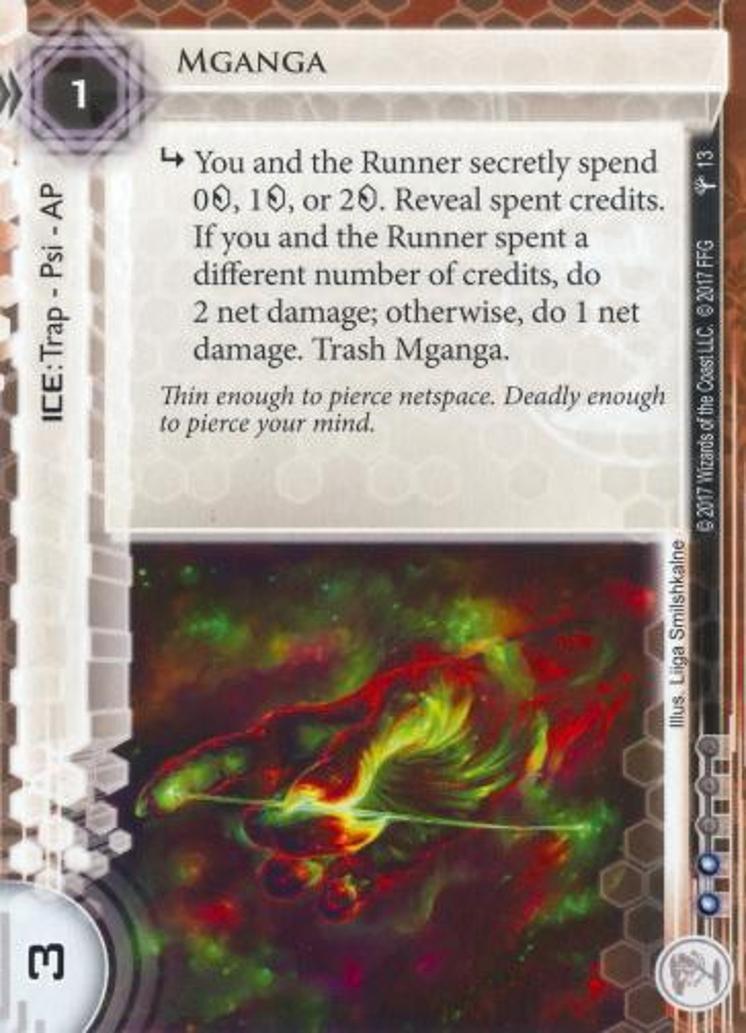 MGANGA
1
↳ You and the Runner secretly spend
0, 1, or 2. Reveal spent credits.
If you and the Runner spent a
different number of credits, do
2 net damage; otherwise, do 1 net
damage. Trash Mganga.
Thin enough to pierce netspace. Deadly enough
to pierce your mind.
ICE: Trap - Psi - AP
3
Illus. Liiga Smilshkalne
© 2017 Wizards of the Coast LLC. © 2017 FFG
13